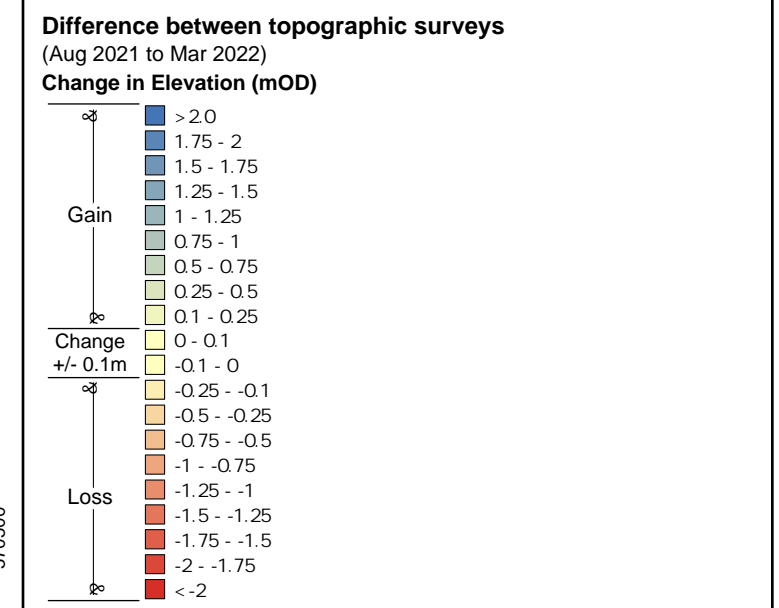 Difference between topographic surveys
(Aug 2021 to Mar 2022)
Change in Elevation (mOD)
>2.0
1.75 - 2
1.5 - 1.75
1.25 - 1.5
Gain
1 - 1.25
0.75 - 1
0.5 - 0.75
0.25 - 0.5
0.1 - 0.25
Change
+/- 0.1m
0 - 0.1
-0.1 - 0
-0.25 - -0.1
-0.5 - -0.25
-0.75 - -0.5
-1 - -0.75
Loss
-1.25 - -1
-1.5 - -1.25
-1.75 - -1.5
-2 - -1.75
<-2